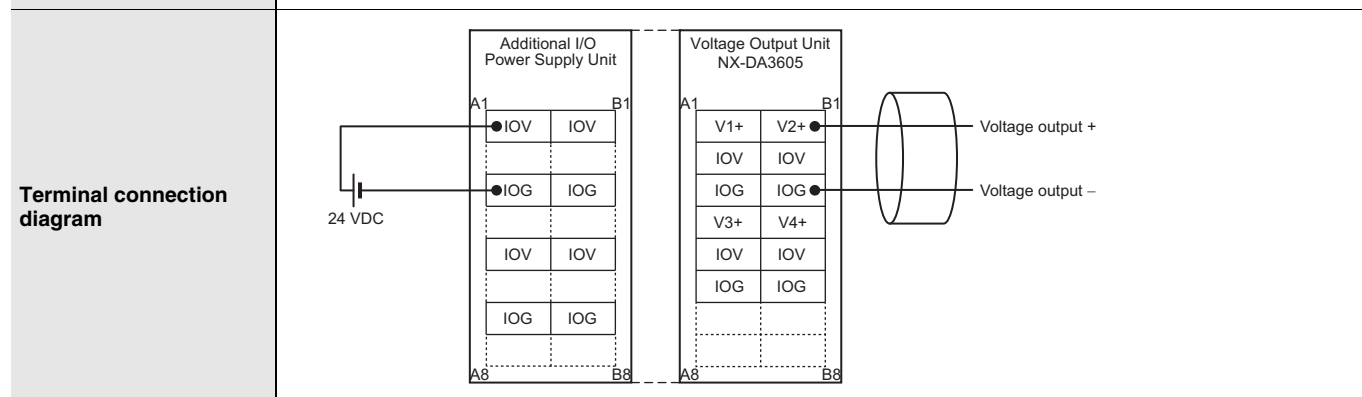 Terminal connection
diagram
24 VDC
Additional I/O
Power Supply Unit
A1 B1
IOV IOV
IOG IOG
IOV IOV
IOG IOG
A8 B8
Voltage Output Unit
NX-DA3605
A1 B1
V1+ V2+
IOV IOV
IOG IOG
V3+ V4+
IOV IOV
IOG IOG
A8 B8
Voltage output +
Voltage output −